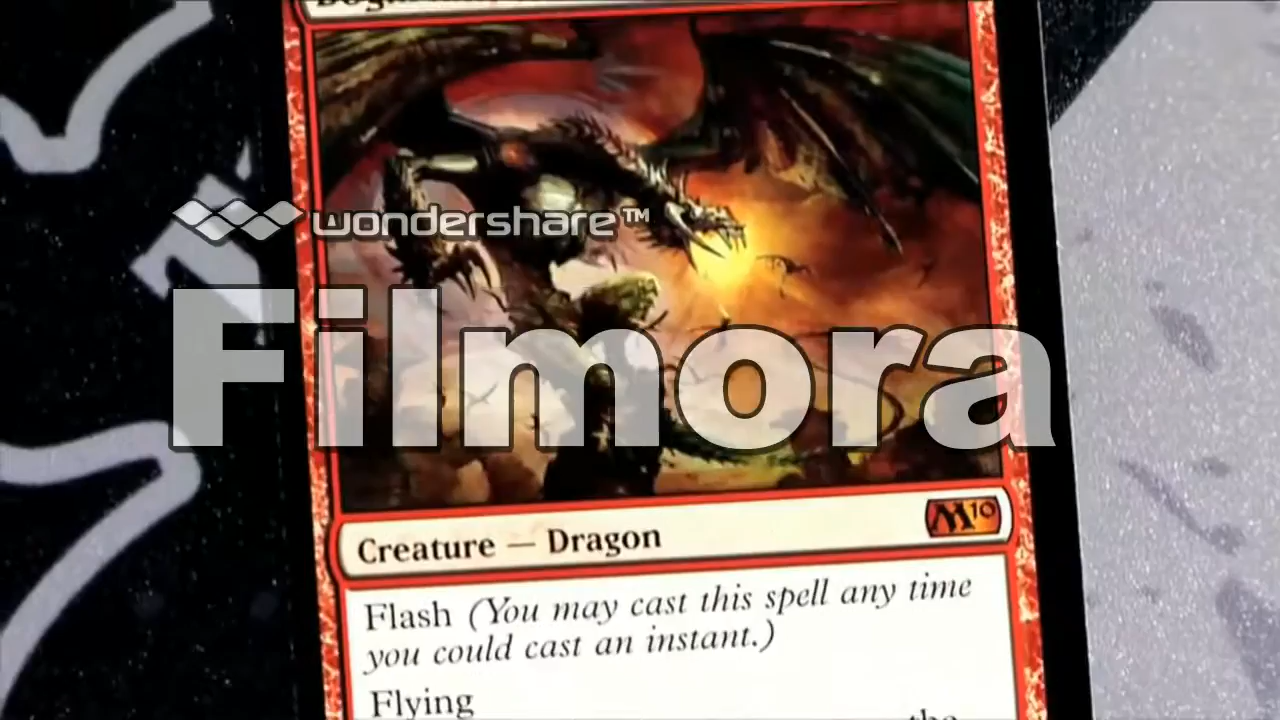 wondershare™
Filmora
Creature — Dragon
M10
Flash (You may cast this spell any time
you could cast an instant.)
Flying
the